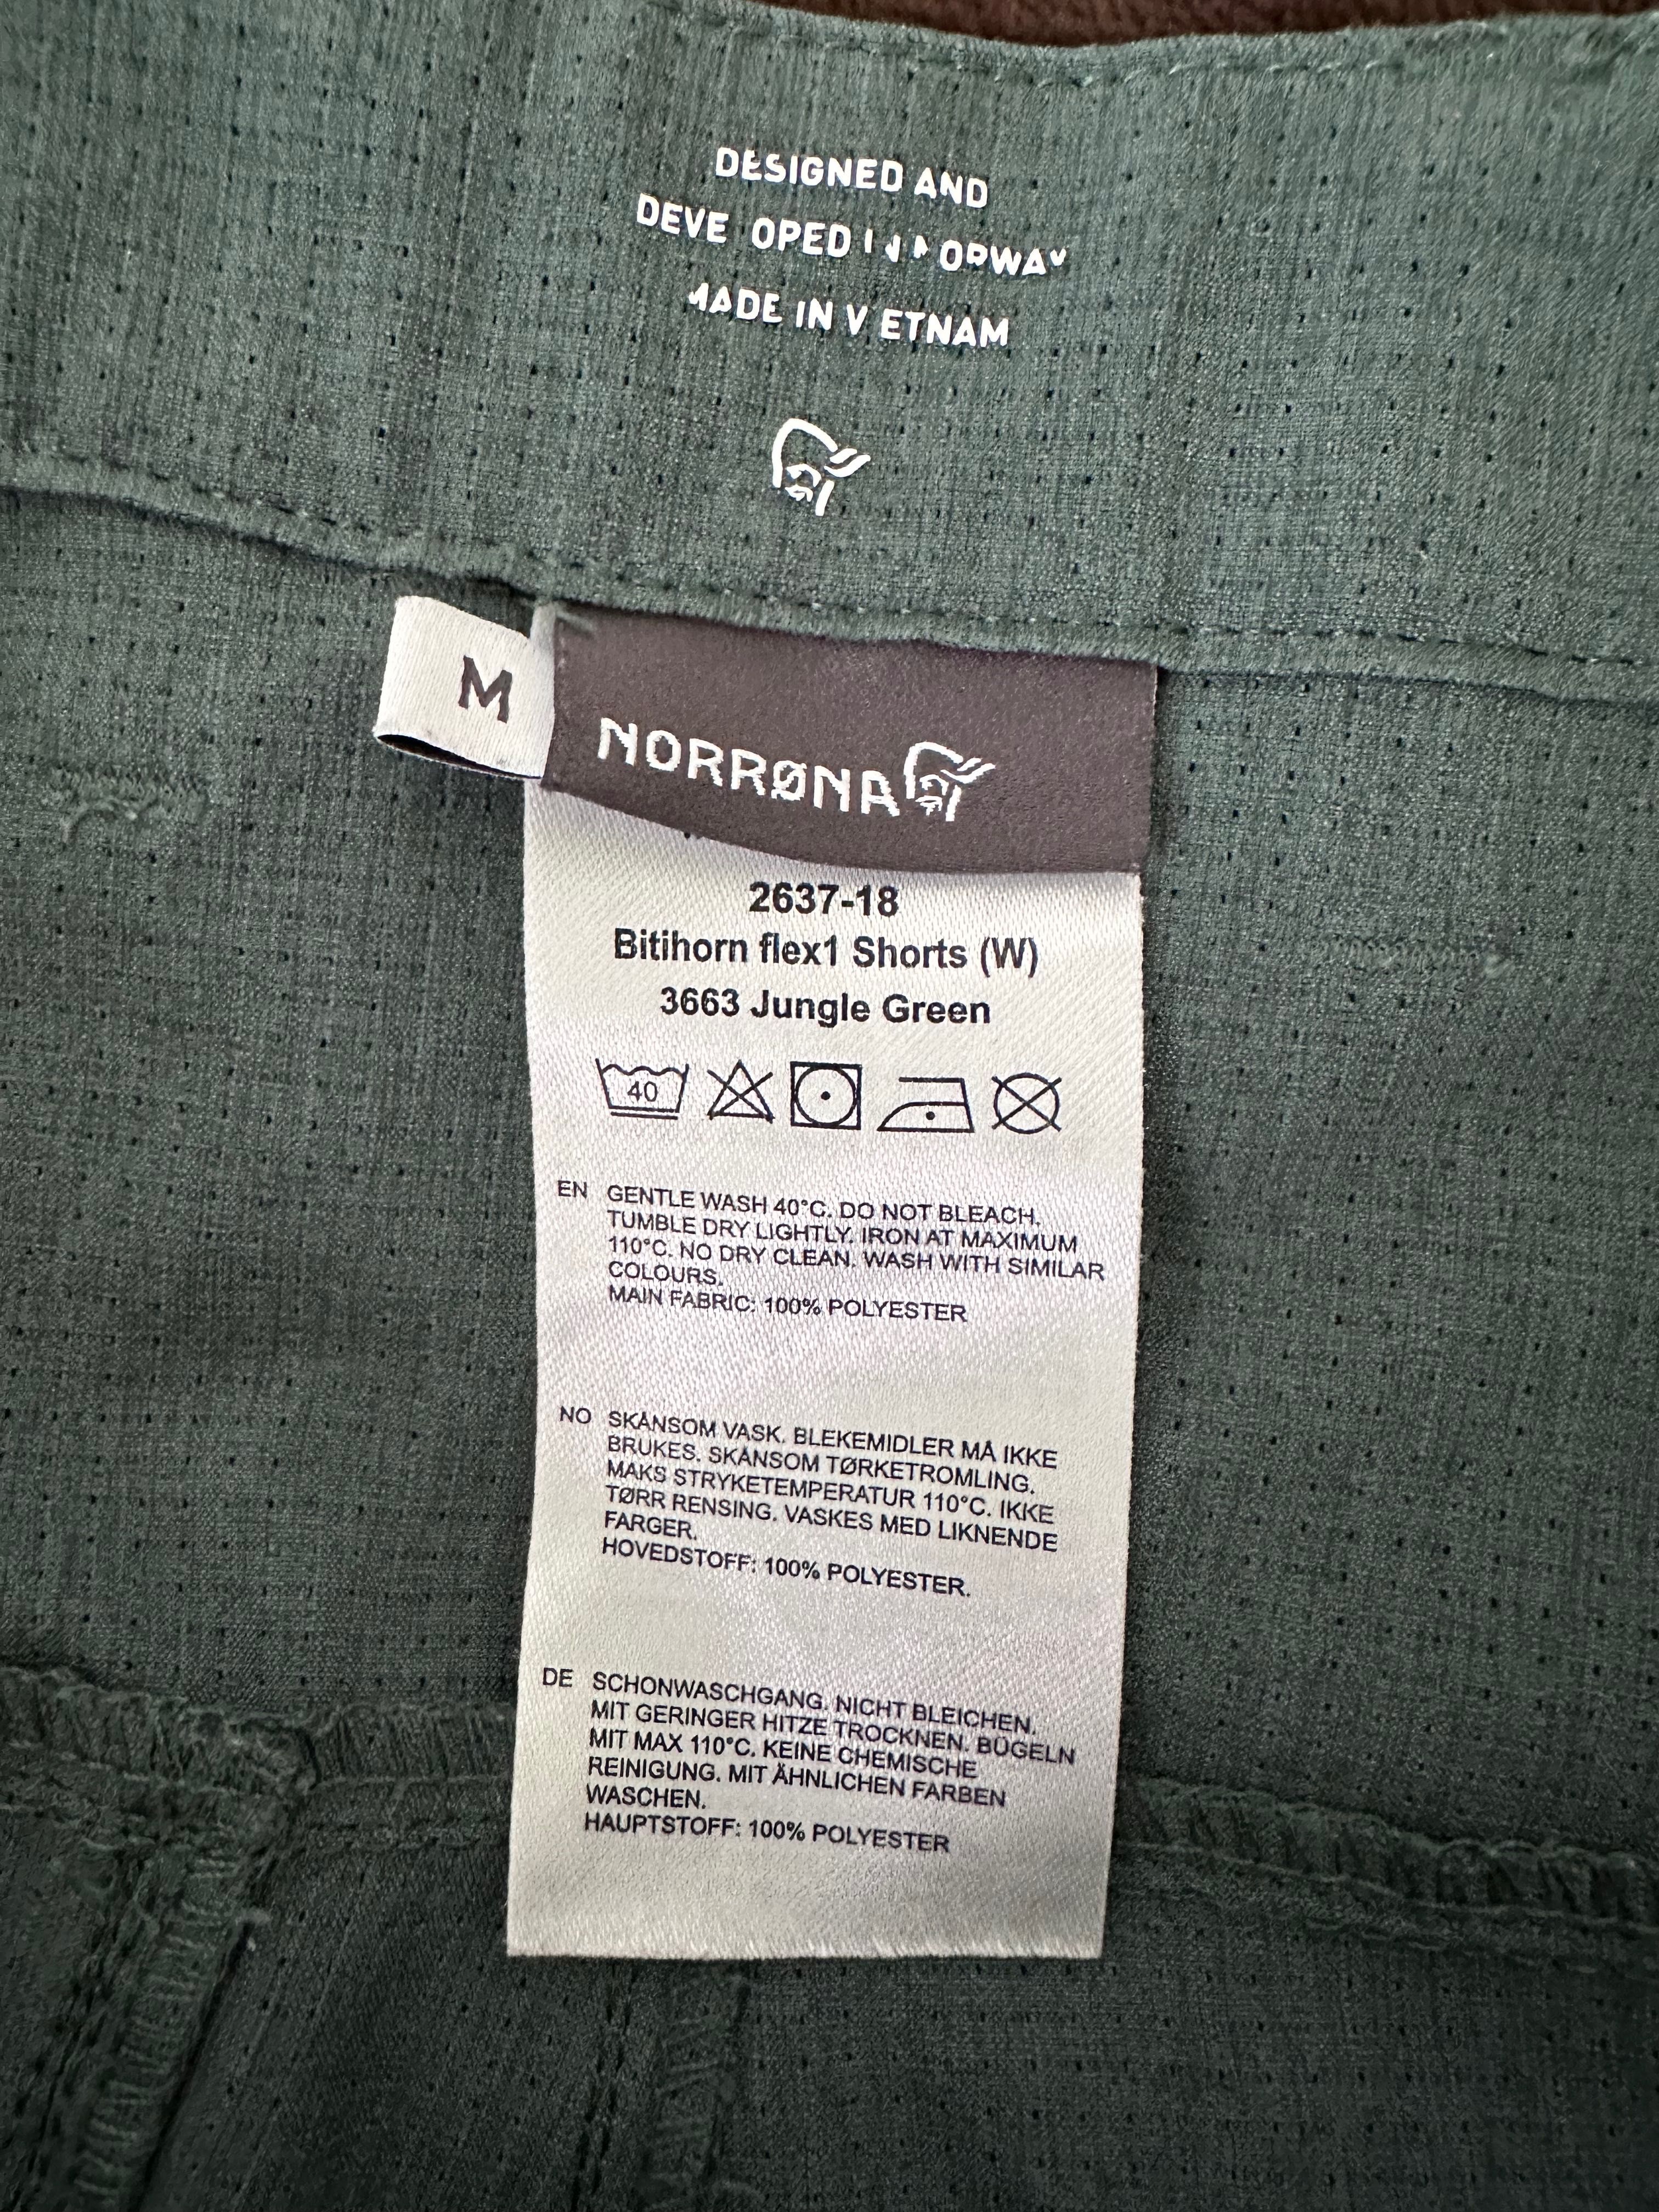 DESIGNED AND
DEVE OPED IN NORWAY
MADE IN V ETNAM
M
NORRØNA
2637-18
Bitihorn flex1 Shorts (W)
3663 Jungle Green
40
EN GENTLE WASH 40°C. DO NOT BLEACH.
TUMBLE DRY LIGHTLY. IRON AT MAXIMUM
110°C. NO DRY CLEAN. WASH WITH SIMILAR
COLOURS.
MAIN FABRIC: 100% POLYESTER
NO SKÅNSOM VASK. BLEKEMIDLER MÅ IKKE
BRUKES. SKÅNSOM TØRKETROMLING.
MAKS STRYKETEMPERATUR 110°C. IKKE
TØRR RENSING. VASKES MED LIKNENDE
FARGER.
HOVEDSTOFF: 100% POLYESTER.
DE SCHONWASCHGANG. NICHT BLEICHEN.
MIT GERINGER HITZE TROCKNEN. BÜGELN
MIT MAX 110°C. KEINE CHEMISCHE
REINIGUNG. MIT ÄHNLICHEN FARBEN
WASCHEN.
HAUPTSTOFF: 100% POLYESTER